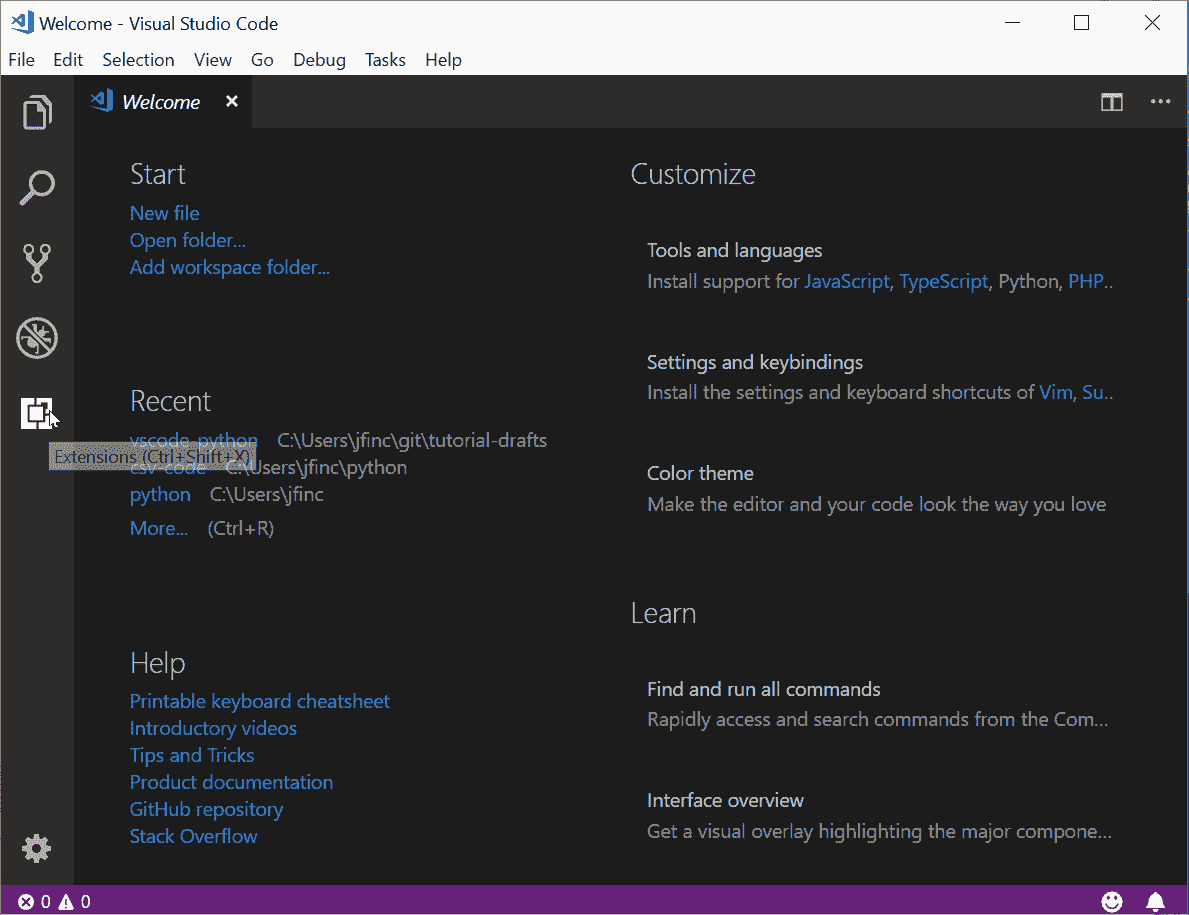 Welcome - Visual Studio Code
File Edit Selection View Go Debug Tasks Help
Welcome
Start
New file
Open folder...
Add workspace folder...
Recent
vscode-python C:\Users\jfinc\git\tutorial-drafts
Extensions (Ctrl+Shift+X)
csv-code C:\Users\jfinc\python
python C:\Users\jfinc
More... (Ctrl+R)
Help
Printable keyboard cheatsheet
Introductory videos
Tips and Tricks
Product documentation
GitHub repository
Stack Overflow
Customize
Tools and languages
Install support for JavaScript, TypeScript, Python, PHP..
Settings and keybindings
Install the settings and keyboard shortcuts of Vim, Su..
Color theme
Make the editor and your code look the way you love
Learn
Find and run all commands
Rapidly access and search commands from the Com...
Interface overview
Get a visual overlay highlighting the major compone...
0 0